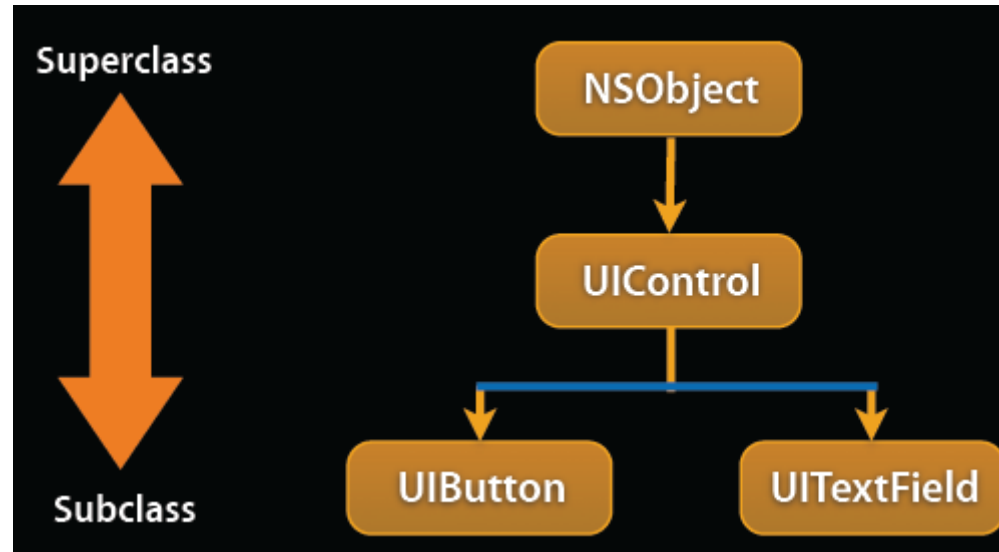 Superclass
NSObject
UIControl
UIButton
UITextField
Subclass